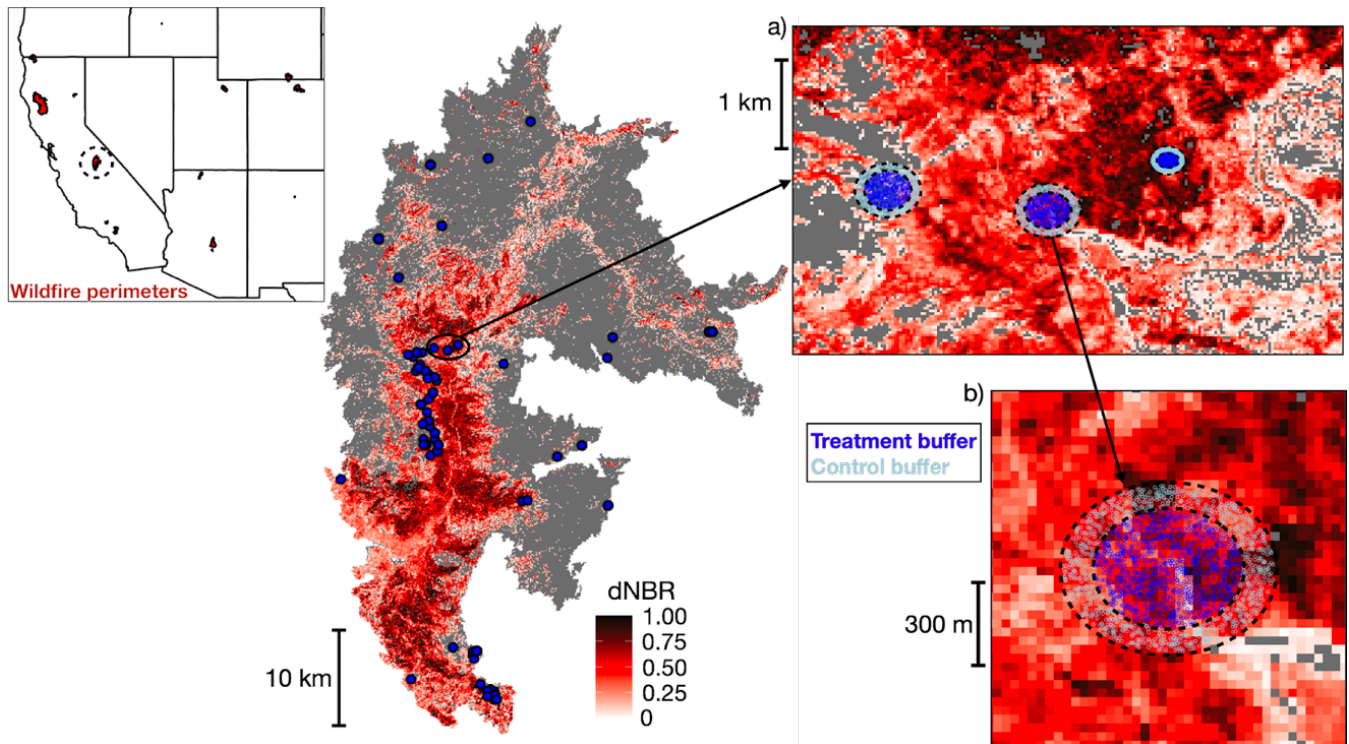 Wildfire perimeters
a)
1 km
b)
Treatment buffer
Control buffer
300 m
dNBR
1.00
0.75
0.50
0.25
0
10 km